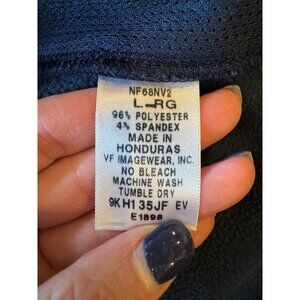 NF68NV2
L-RG
96% POLYESTER
4% SPANDEX
MADE IN
HONDURAS
VF IMAGEWEAR, INC.
NO BLEACH
MACHINE WASH
TUMBLE DRY
9KH135JF EV
E1898